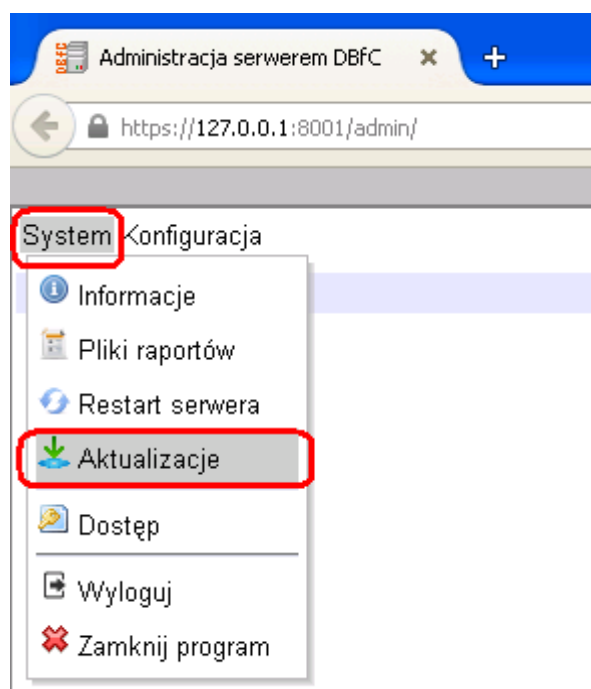 DBfC
Administracja serwerem DBfC
https://127.0.0.1:8001/admin/
System Konfiguracja
Informacje
Pliki raportów
Restart serwera
Aktualizacje
Dostęp
Wyloguj
Zamknij program